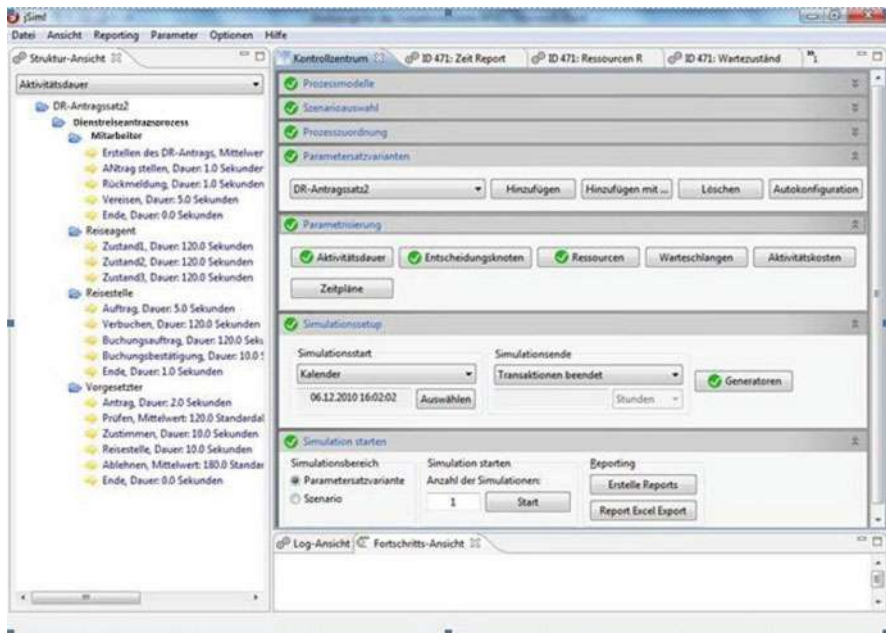 jSim!
Datei Ansicht Reporting Parameter Optionen Hilfe
Struktur-Ansicht
Aktivitätsdauer
DR-Antragssatz2
Dienstreiseantragsprozess
Mitarbeiter
Erstellen des DR-Antrags, Mittelwer
ANtrag stellen, Dauer: 1.0 Sekunden
Rückmeldung, Dauer: 1.0 Sekunden
Vereisen, Dauer: 5.0 Sekunden
Ende, Dauer: 0.0 Sekunden
Reiseagent
Zustand1, Dauer: 120.0 Sekunden
Zustand2, Dauer: 120.0 Sekunden
Zustand3, Dauer: 120.0 Sekunden
Reisestelle
Auftrag, Dauer: 5.0 Sekunden
Verbuchen, Dauer: 120.0 Sekunden
Buchungsauftrag, Dauer: 120.0 Seku
Buchungsbestätigung, Dauer: 10.0 S
Ende, Dauer: 1.0 Sekunden
Vorgesetzter
Antrag, Dauer: 2.0 Sekunden
Prüfen, Mittelwert: 120.0 Standardal
Zustimmen, Dauer: 10.0 Sekunden
Reisestelle, Dauer: 10.0 Sekunden
Ablehnen, Mittelwert: 180.0 Standar
Ende, Dauer: 0.0 Sekunden
Kontrollzentrum ID 471: Zeit Report ID 471: Ressourcen R ID 471: Wartezuständ »1
Prozessmodelle
Szenarioauswahl
Prozesszuordnung
Parametersatzvarianten
DR-Antragssatz2 Hinzufügen Hinzufügen mit ... Löschen Autokonfiguration
Parametrisierung
Aktivitätsdauer Entscheidungsknoten Ressourcen Warteschlangen Aktivitätskosten
Zeitpläne
Simulationssetup
Simulationsstart Simulationsende
Kalender Transaktionen beendet Generatoren
06.12.2010 16:02:02 Auswählen Stunden
Simulation starten
Simulationsbereich Simulation starten Reporting
Parametersatzvariante Anzahl der Simulationen: Erstelle Reports
Szenario 1 Start Report Excel Export
Log-Ansicht Fortschritts-Ansicht